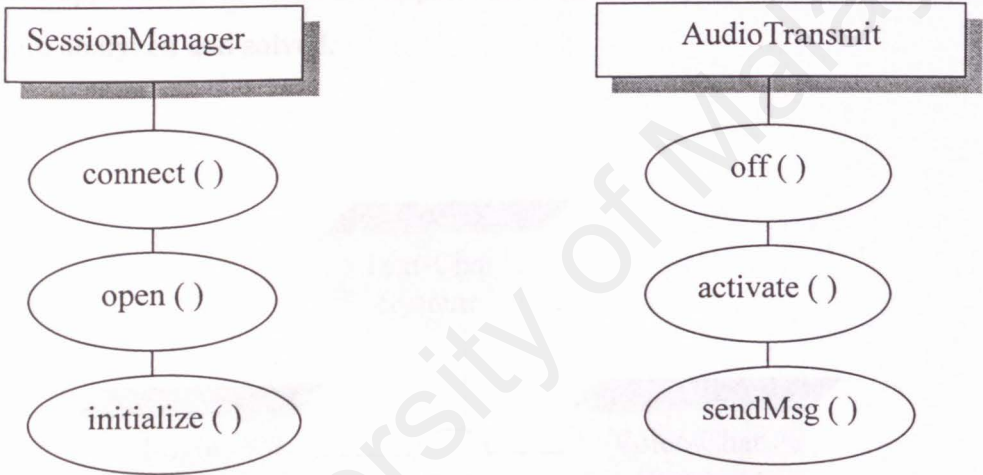 SessionManager
connect ( )
open ( )
initialize ( )
AudioTransmit
off ( )
activate ( )
sendMsg ( )